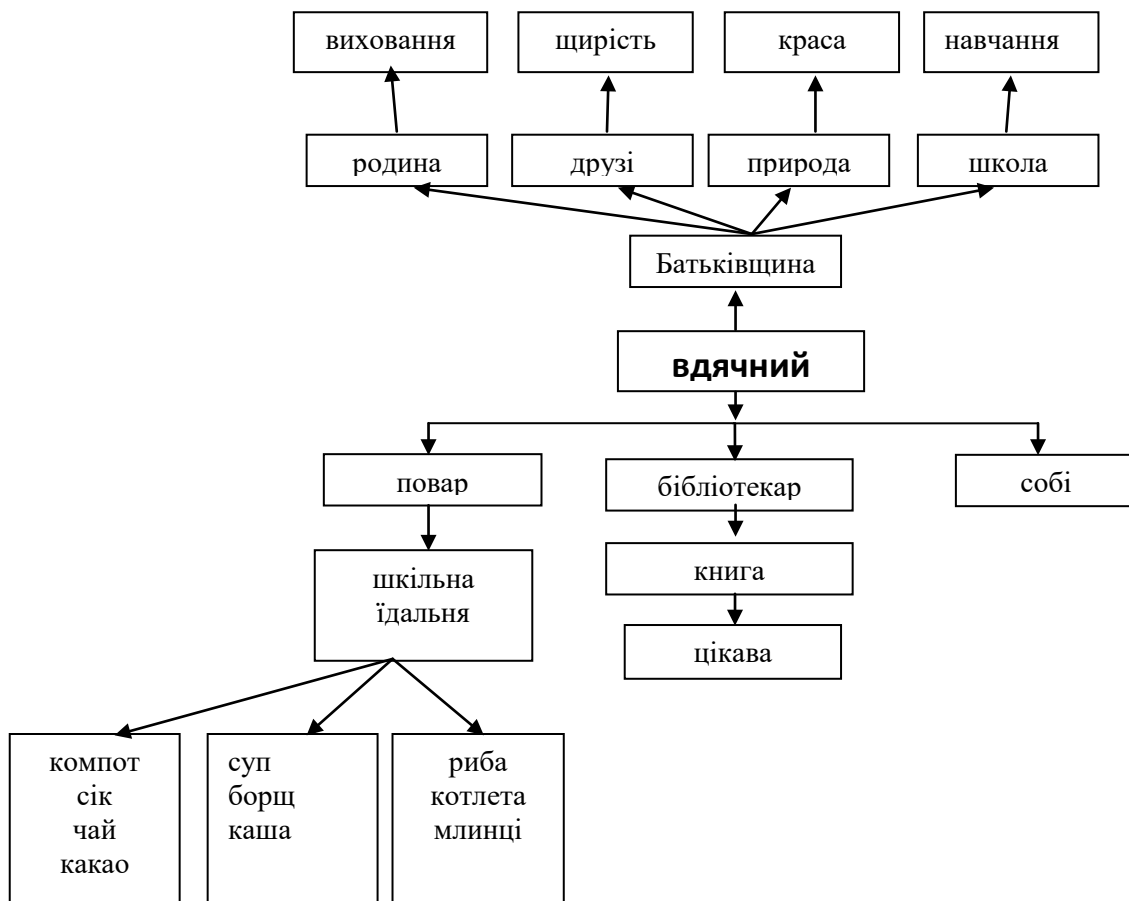 виховання
щирість
краса
навчання
родина
друзі
природа
школа
Батьківщина
вдячний
повар
бібліотекар
собі
шкільна
їдальня
книга
цікава
компот
сік
чай
какао
суп
борщ
каша
риба
котлета
млинці